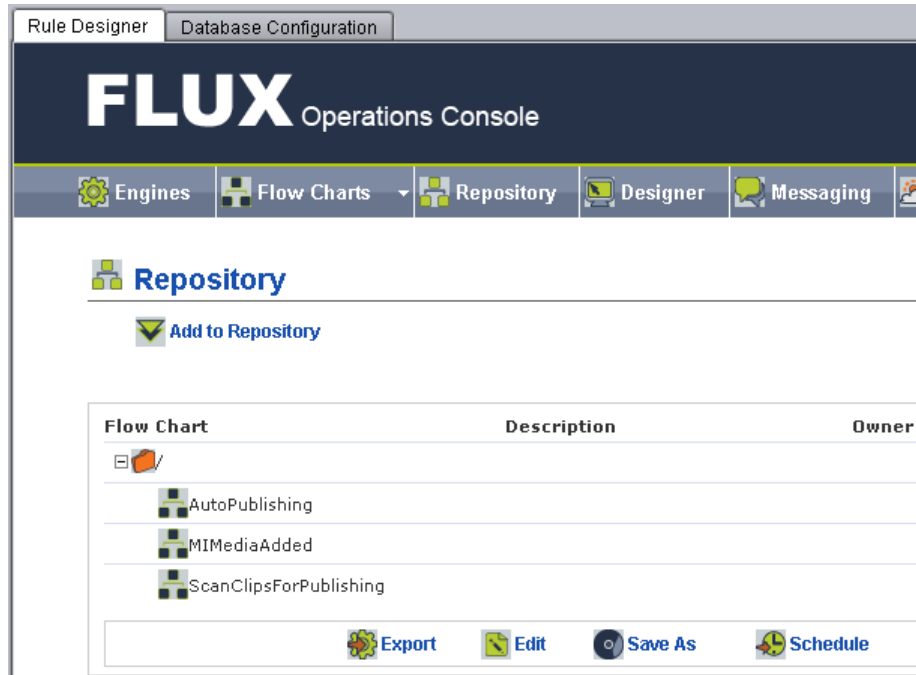 Rule Designer Database Configuration
FLUX Operations Console
Engines Flow Charts Repository Designer Messaging
Repository
Add to Repository
Flow Chart Description Owner
/
AutoPublishing
MIMediaAdded
ScanClipsForPublishing
Export Edit Save As Schedule